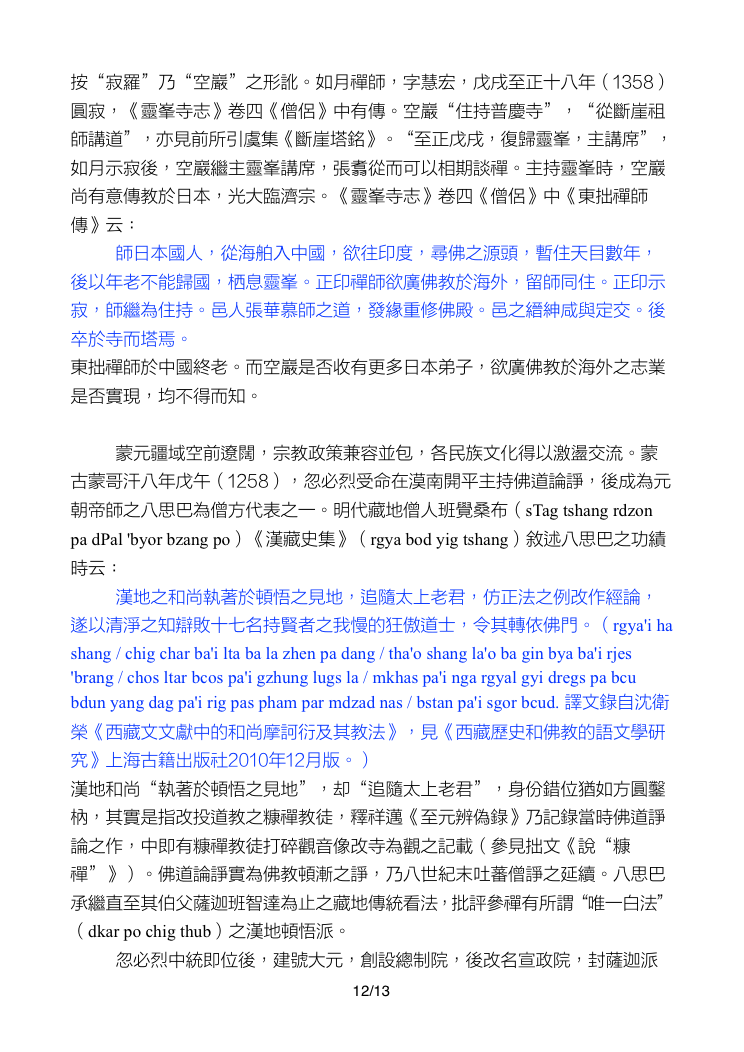 按“寂羅”乃“空巖”之形訛。如月禪師，字慧宏，戊戌至正十八年（1358）
圓寂，《靈峯寺志》卷四《僧侶》中有傳。空巖“住持普慶寺”，“從斷崖祖
師講道”，亦見前所引虞集《斷崖塔銘》。“至正戊戌，復歸靈峯，主講席”，
如月示寂後，空巖繼主靈峯講席，張翥從而可以相期談禪。主持靈峯時，空巖
尚有意傳教於日本，光大臨濟宗。《靈峯寺志》卷四《僧侶》中《東拙禪師
傳》云：
師日本國人，從海舶入中國，欲往印度，尋佛之源頭，暫住天目數年，
後以年老不能歸國，栖息靈峯。正印禪師欲廣佛教於海外，留師同住。正印示
寂，師繼為住持。邑人張華慕師之道，發緣重修佛殿。邑之縉紳咸與定交。後
卒於寺而塔焉。
東拙禪師於中國終老。而空巖是否收有更多日本弟子，欲廣佛教於海外之志業
是否實現，均不得而知。
蒙元疆域空前遼闊，宗教政策兼容並包，各民族文化得以激盪交流。蒙
古蒙哥汗八年戊午（1258），忽必烈受命在漠南開平主持佛道論諍，後成為元
朝帝師之八思巴為僧方代表之一。明代藏地僧人班覺桑布（sTag tshang rdzon
pa dPal 'byor bzang po）《漢藏史集》（rgya bod yig tshang）敘述八思巴之功績
時云：
漢地之和尚執著於頓悟之見地，追隨太上老君，仿正法之例改作經論，
遂以清淨之知辯敗十七名持賢者之我慢的狂傲道士，令其轉依佛門。（rgya'i ha
shang / chig char ba'i lta ba la zhen pa dang / tha'o shang la'o ba gin bya ba'i rjes
'brang / chos ltar bcos pa'i gzhung lugs la / mkhas pa'i nga rgyal gyi dregs pa bcu
bdun yang dag pa'i rig pas pham par mdzad nas / bstan pa'i sgor bcud. 譯文錄自沈衛
榮《西藏文文獻中的和尚摩訶衍及其教法》，見《西藏歷史和佛教的語文學研
究》上海古籍出版社2010年12月版。）
漢地和尚“執著於頓悟之見地”，却“追隨太上老君”，身份錯位猶如方圓鑿
枘，其實是指改投道教之糠禪教徒，釋祥邁《至元辨偽錄》乃記錄當時佛道諍
論之作，中即有糠禪教徒打碎觀音像改寺為觀之記載（參見拙文《說“糠
禪”》）。佛道論諍實為佛教頓漸之諍，乃八世紀末吐蕃僧諍之延續。八思巴
承繼直至其伯父薩迦班智達為止之藏地傳統看法，批評參禪有所謂“唯一白法”
（dkar po chig thub）之漢地頓悟派。
忽必烈中統即位後，建號大元，創設總制院，後改名宣政院，封薩迦派
12/13